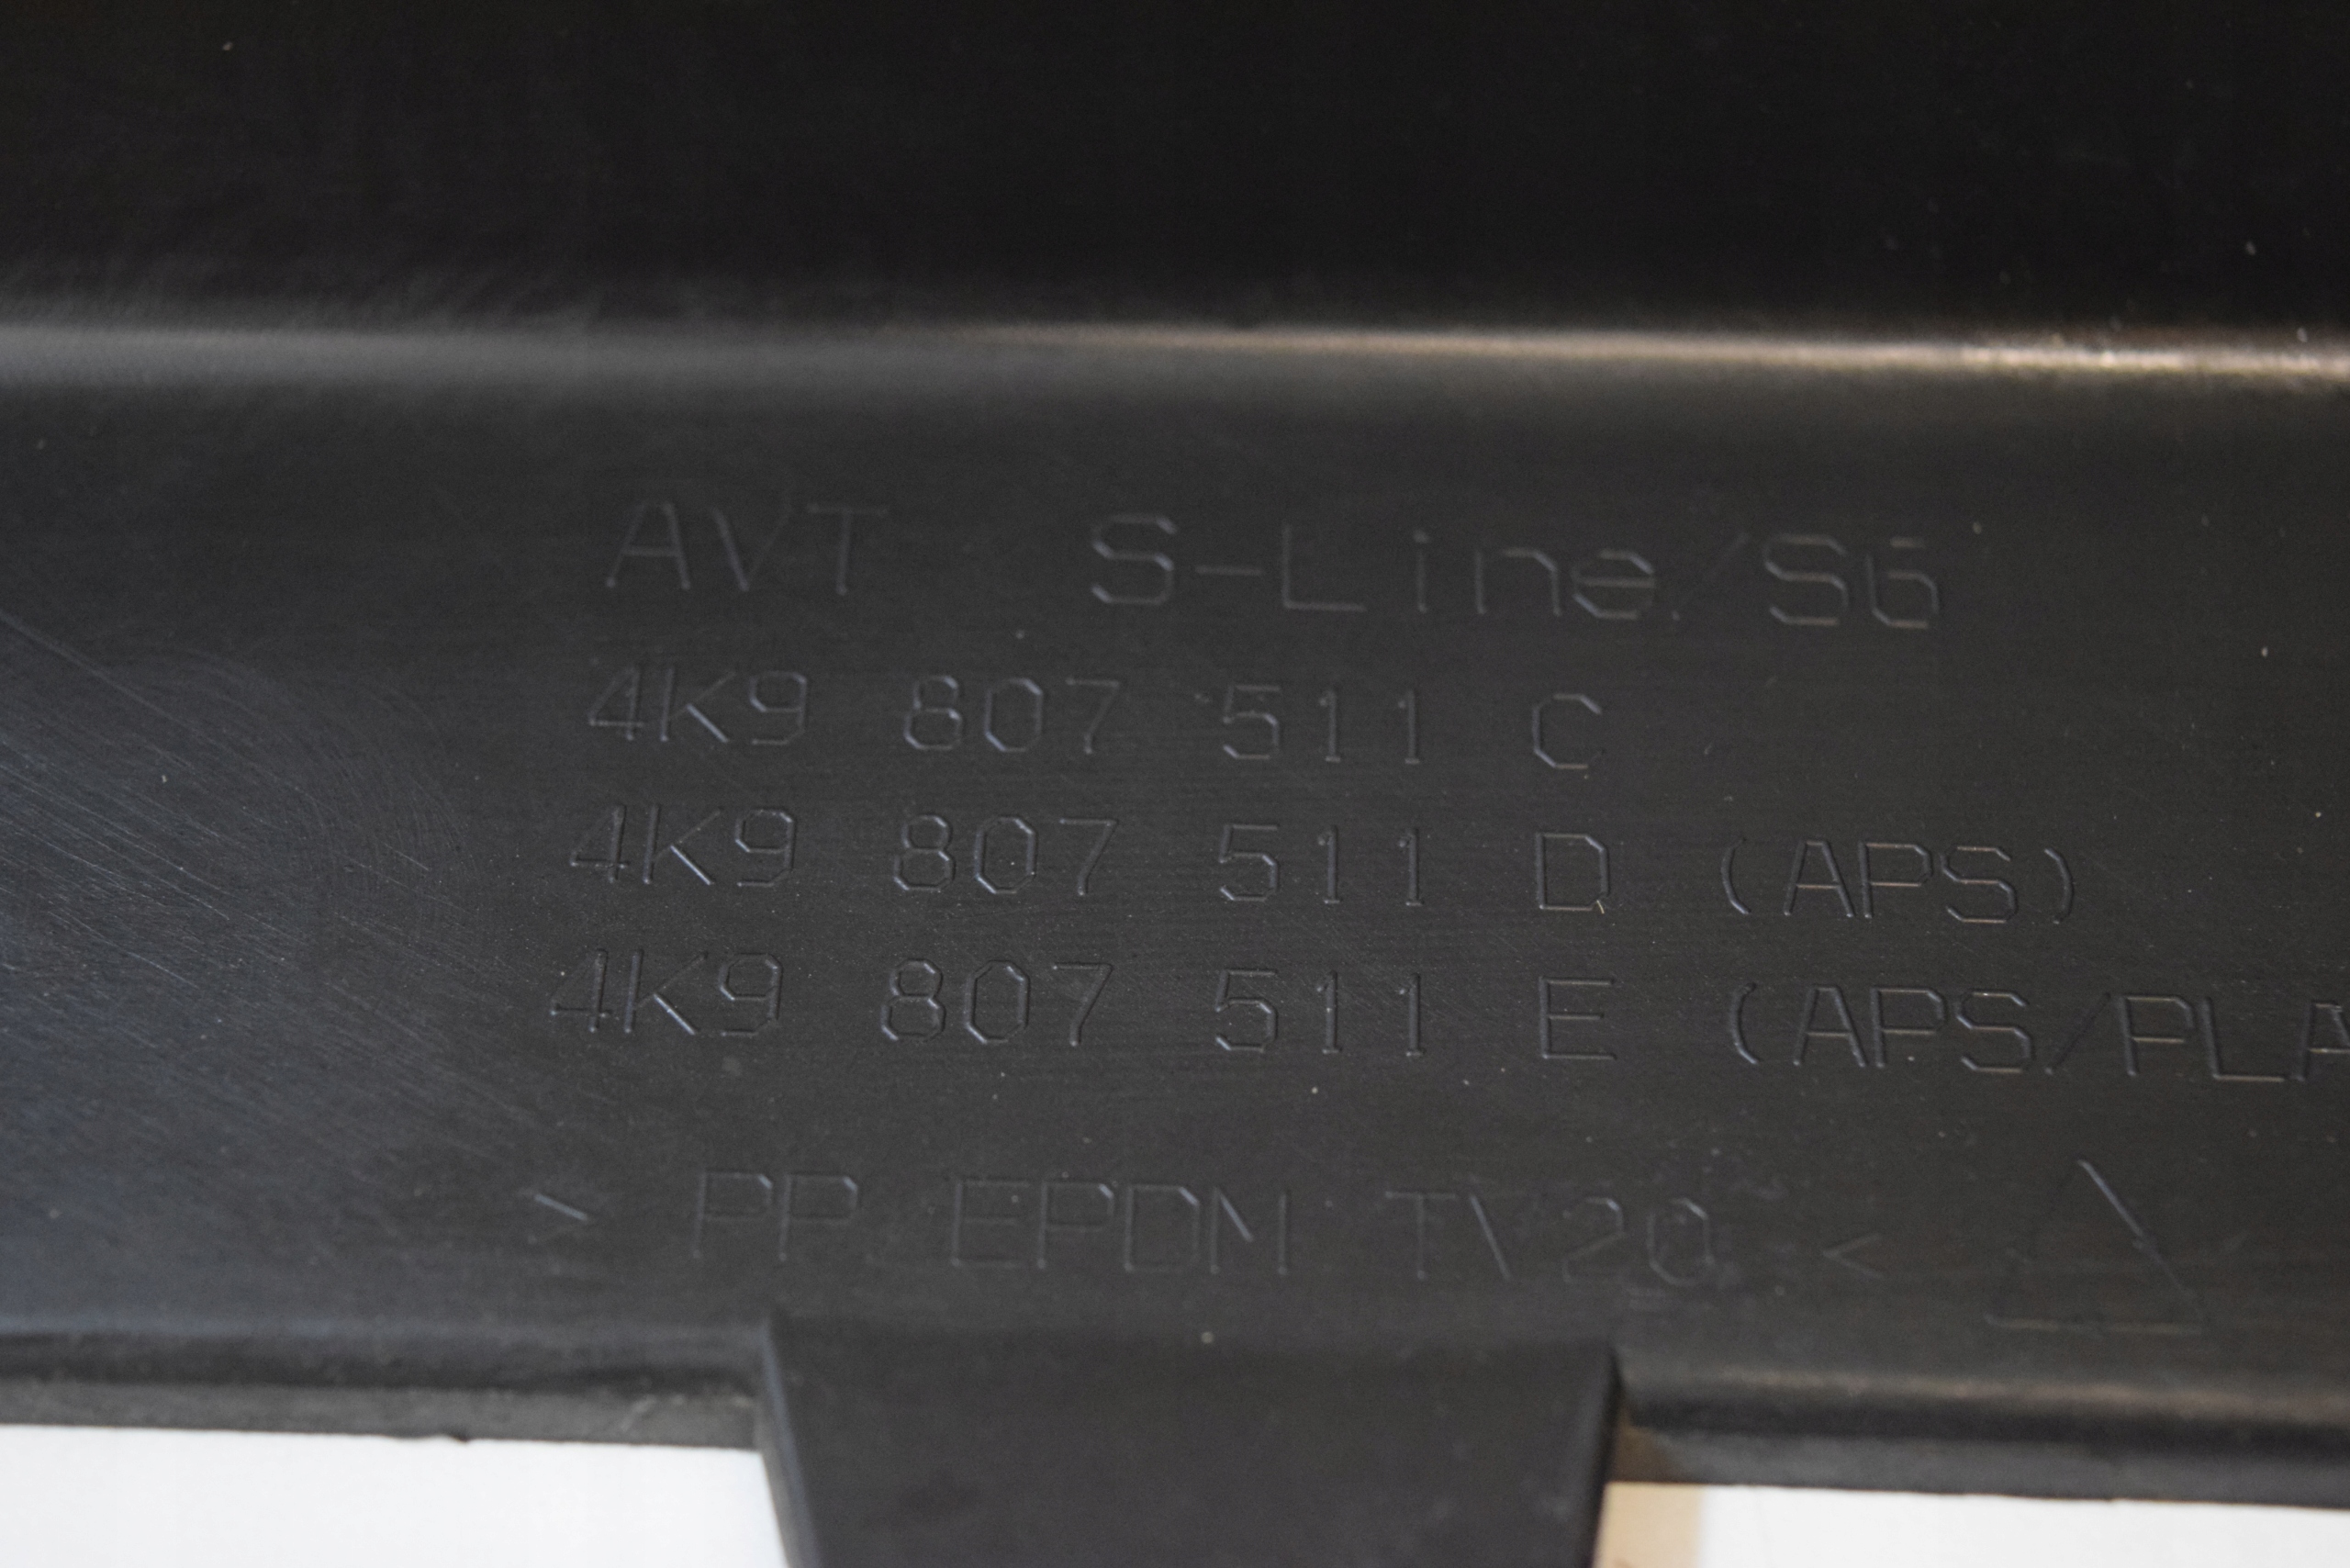 AVT S-Line/S6
4K9 807 511 C
4K9 807 511 D (APS)
4K9 807 511 E (APS/PLA
> PP/EPDM TV20 <